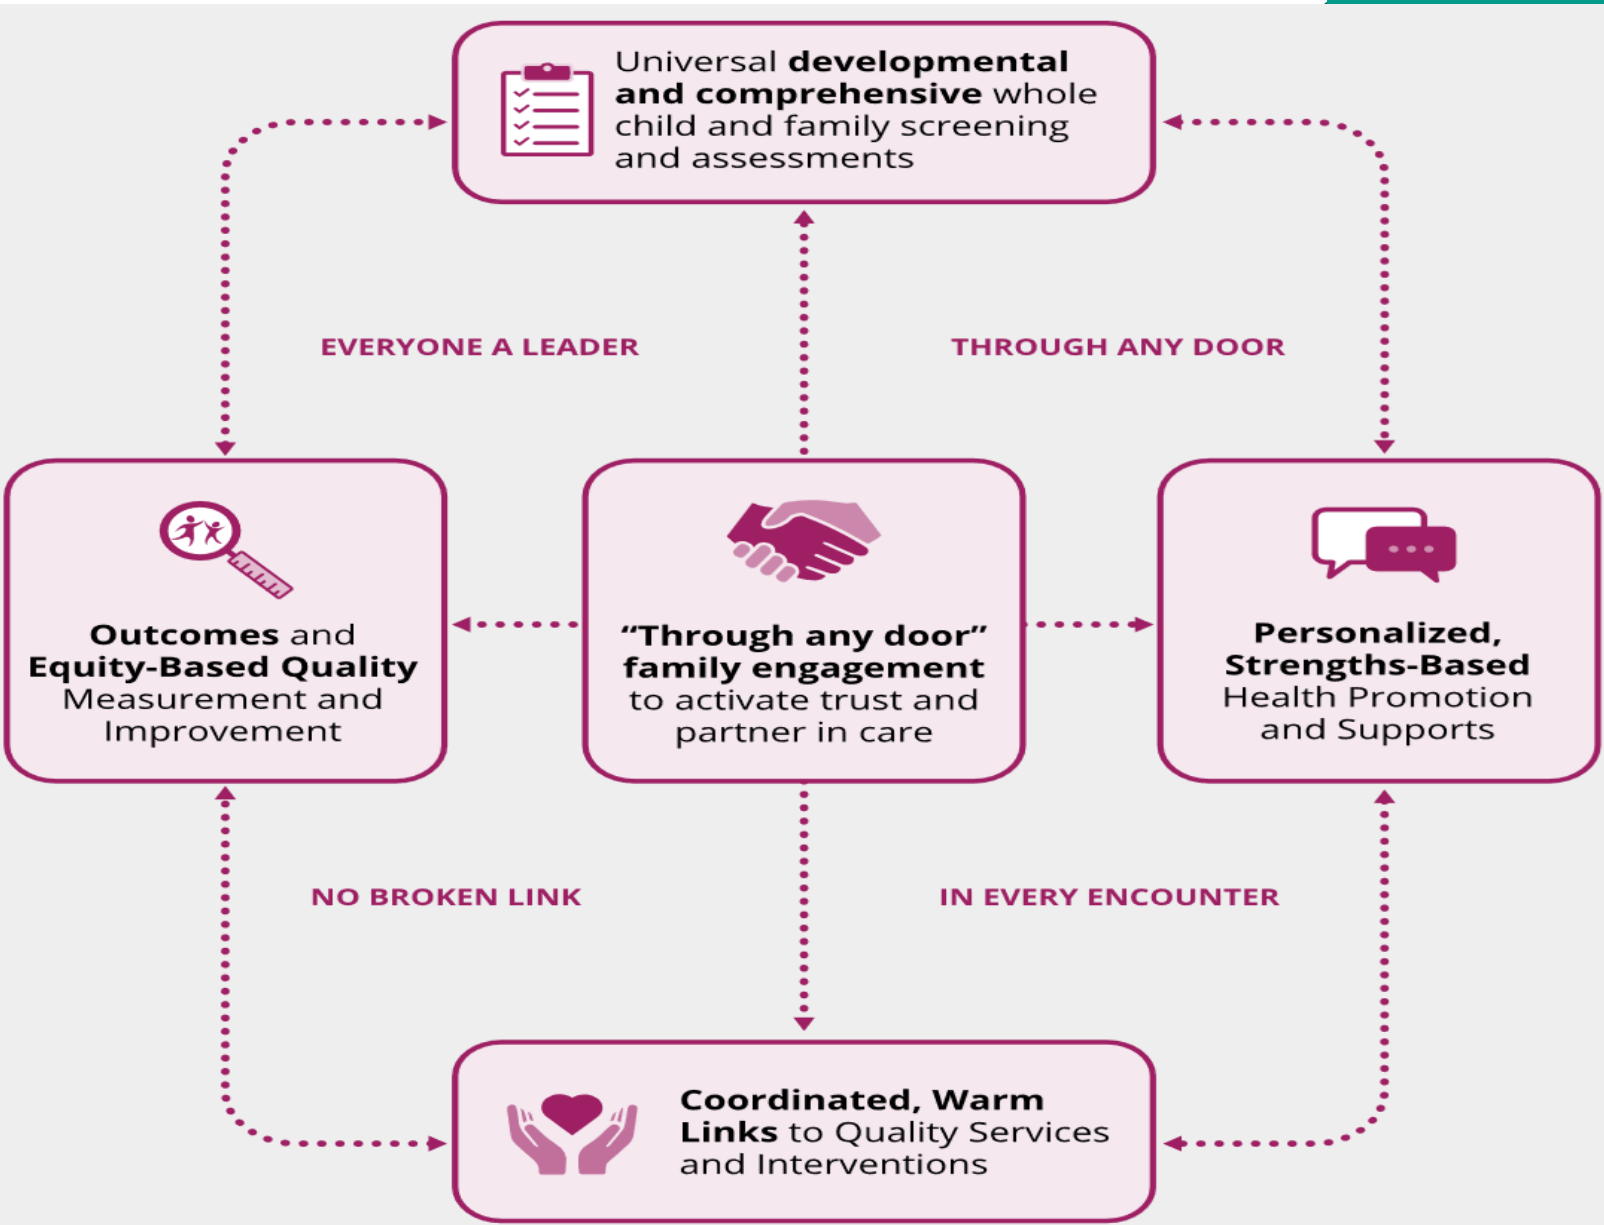 Universal developmental
and comprehensive whole
child and family screening
and assessments
EVERYONE A LEADER
THROUGH ANY DOOR
Outcomes and
Equity-Based Quality
Measurement and
Improvement
“Through any door”
family engagement
to activate trust and
partner in care
Personalized,
Strengths-Based
Health Promotion
and Supports
NO BROKEN LINK
IN EVERY ENCOUNTER
Coordinated, Warm
Links to Quality Services
and Interventions